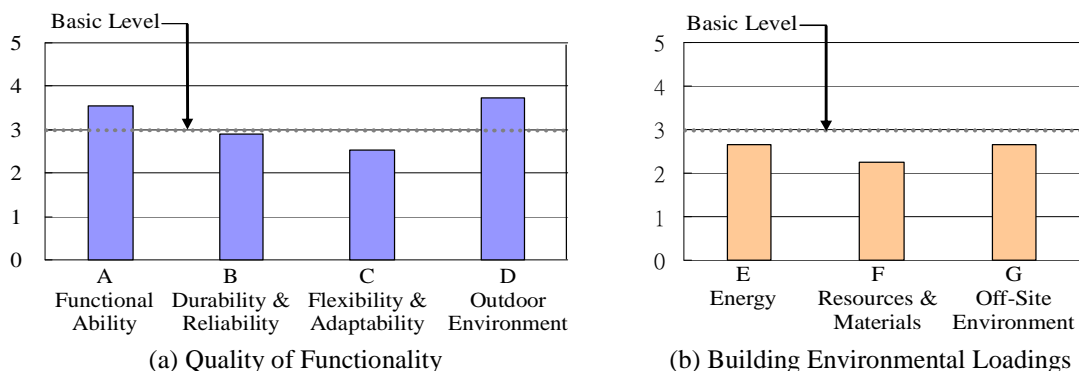 Basic Level
5
4
3
2
1
0
A
Functional
Ability
B
Durability &
Reliability
C
Flexibility &
Adaptability
D
Outdoor
Environment
(a) Quality of Functionality
Basic Level
5
4
3
2
1
0
E
Energy
F
Resources &
Materials
G
Off-Site
Environment
(b) Building Environmental Loadings